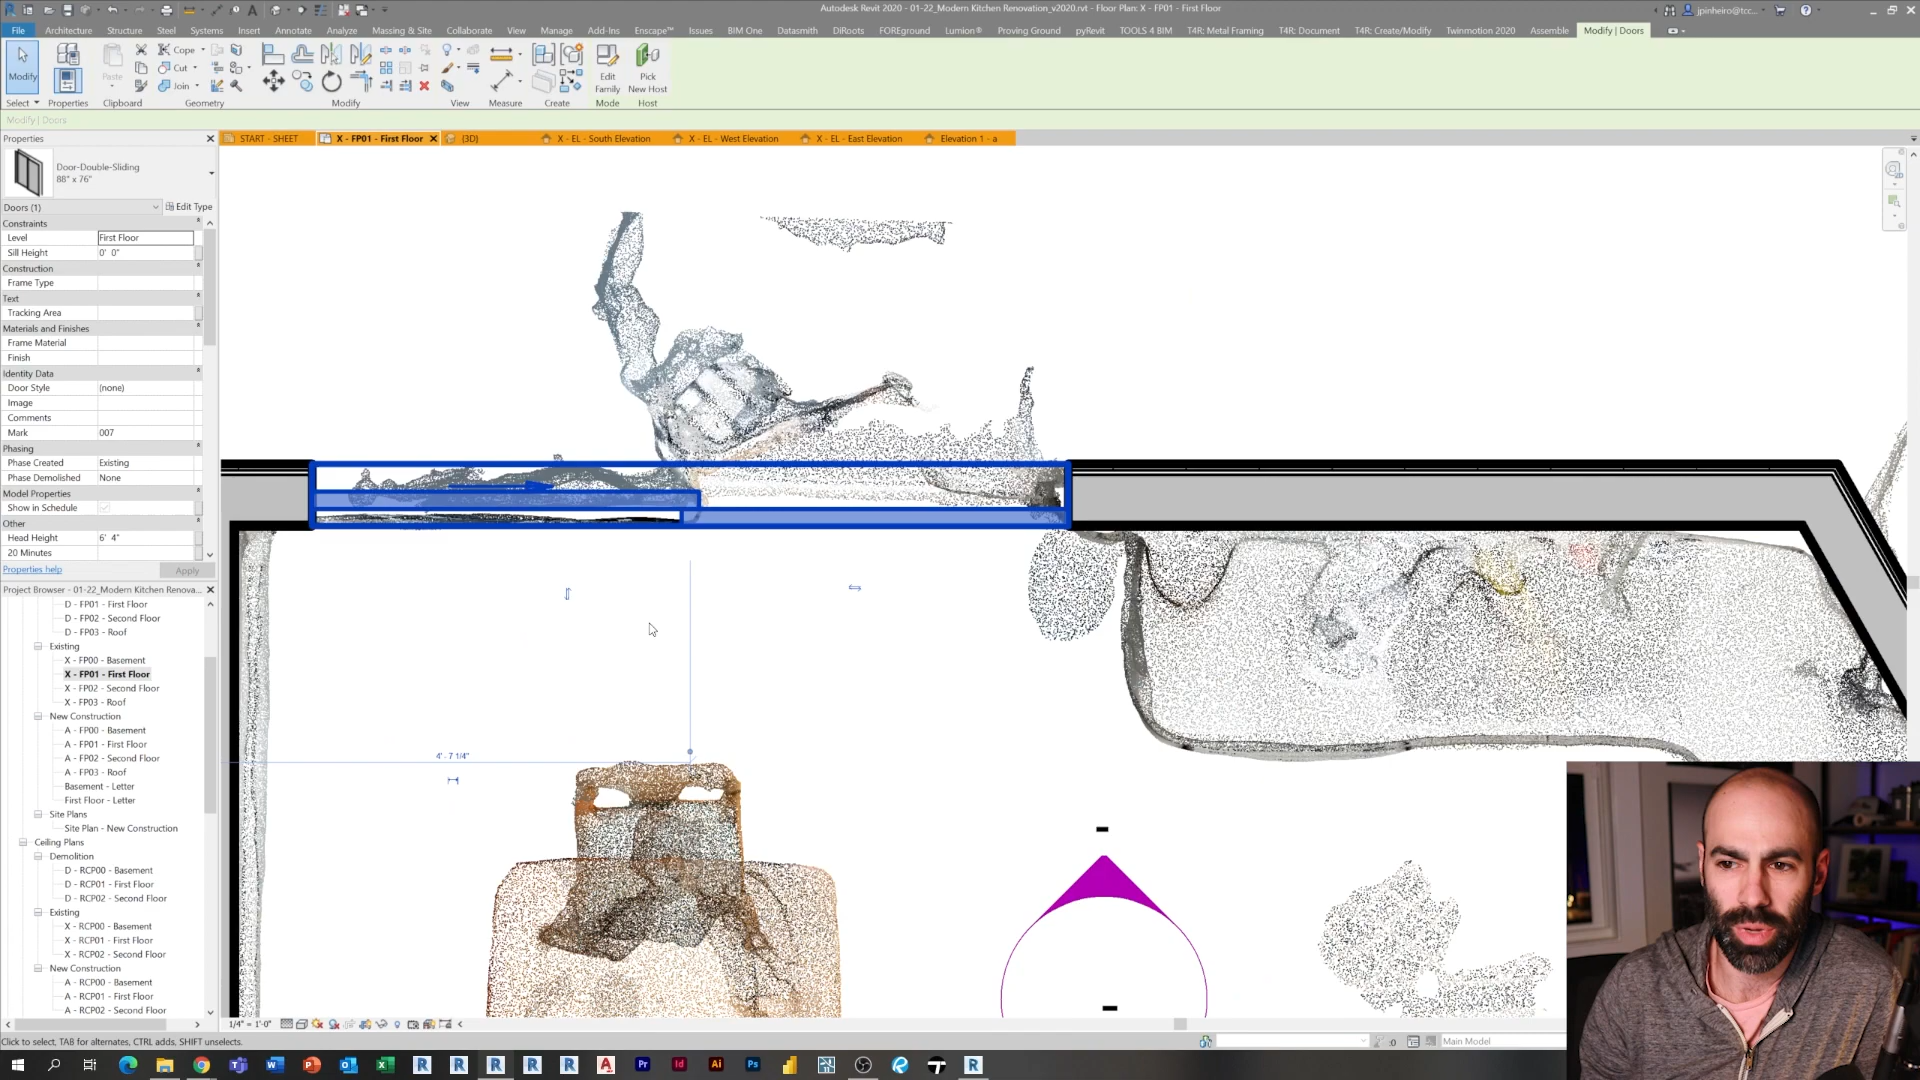 Autodesk Revit 2020 - 01-22_Modern Kitchen Renovation_v2020.rvt - Floor Plan: X - FP01 - First Floor
jpinheiro@tcc...
File Architecture Structure Steel Systems Insert Annotate Analyze Massing & Site Collaborate View Manage Add-Ins Enscape™ Issues BIM One Datasmith DiRoots FOREground Lumion® Proving Ground pyRevit TOOLS 4 BIM T4R: Metal Framing T4R: Document T4R: Create/Modify Twinmotion 2020 Assemble Modify | Doors
Modify Paste Cope Cut Join Edit Family Pick New Host
Select Properties Clipboard Geometry Modify View Measure Create Mode Host
Modify | Doors
Properties
START - SHEET X - FP01 - First Floor {3D} X - EL - South Elevation X - EL - West Elevation X - EL - East Elevation Elevation 1 - a
Door-Double-Sliding
88" x 76"
Doors (1) Edit Type
Constraints
Level First Floor
Sill Height 0' 0"
Construction
Frame Type
Text
Tracking Area
Materials and Finishes
Frame Material
Finish
Identity Data
Door Style (none)
Image
Comments
Mark 007
Phasing
Phase Created Existing
Phase Demolished None
Model Properties
Show in Schedule
Other
Head Height 6' 4"
20 Minutes
Properties help Apply
Project Browser - 01-22_Modern Kitchen Renova...
D - FP01 - First Floor
D - FP02 - Second Floor
D - FP03 - Roof
Existing
X - FP00 - Basement
X - FP01 - First Floor
X - FP02 - Second Floor
X - FP03 - Roof
New Construction
A - FP00 - Basement
A - FP01 - First Floor
A - FP02 - Second Floor
A - FP03 - Roof
Basement - Letter
First Floor - Letter
Site Plans
Site Plan - New Construction
Ceiling Plans
Demolition
D - RCP00 - Basement
D - RCP01 - First Floor
D - RCP02 - Second Floor
Existing
X - RCP00 - Basement
X - RCP01 - First Floor
X - RCP02 - Second Floor
New Construction
A - RCP00 - Basement
A - RCP01 - First Floor
A - RCP02 - Second Floor
4' - 7 1/4"
1/4" = 1'-0"
Click to select, TAB for alternates, CTRL adds, SHIFT unselects. :0 Main Model